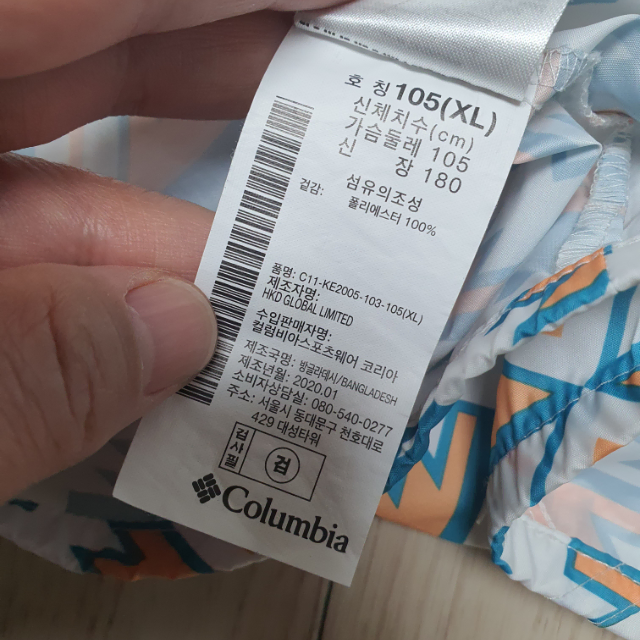 호 칭 105(XL)
신체치수(cm)
가슴둘레 105
신 장 180
겉감: 섬유의조성
폴리에스터 100%
품명: C11-KE2005-103-105(XL)
제조자명:
HKD GLOBAL LIMITED
수입판매자명:
컬럼비아스포츠웨어 코리아
제조국명: 방글라데시/BANGLADESH
제조년월: 2020.01
소비자상담실: 080-540-0277
주소: 서울시 동대문구 천호대로
429 대성타워
검사필 검
Columbia